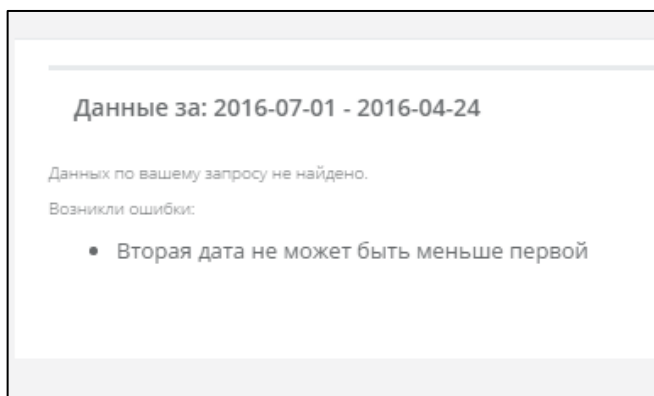 Данные за: 2016-07-01 - 2016-04-24
Данных по вашему запросу не найдено.
Возникли ошибки:
• Вторая дата не может быть меньше первой